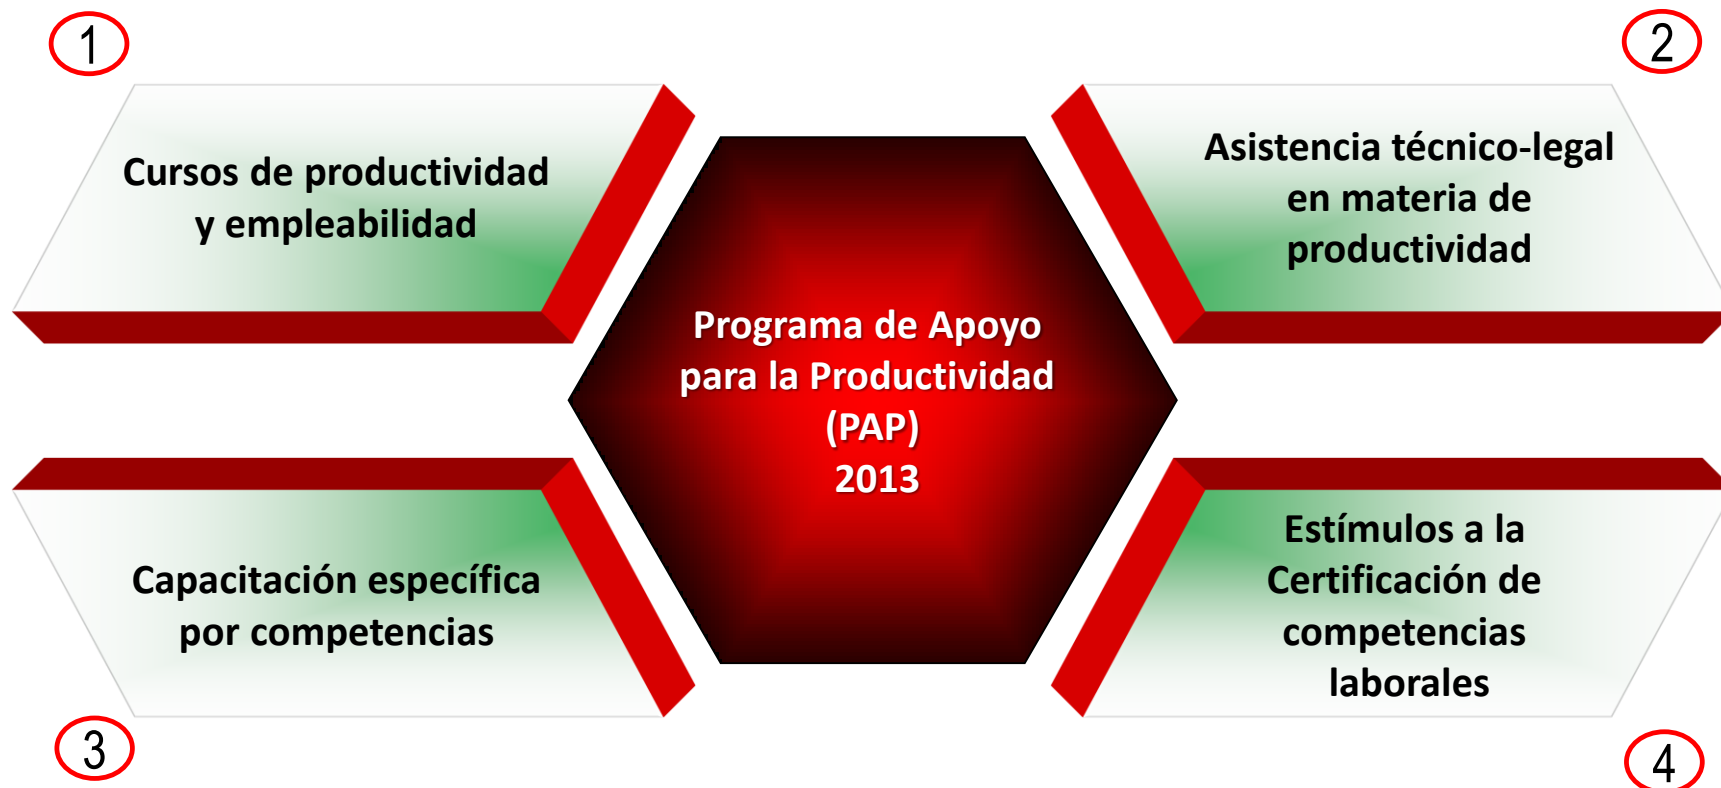 1
Cursos de productividad
y empleabilidad
2
Asistencia técnico-legal
en materia de
productividad
Programa de Apoyo
para la Productividad
(PAP)
2013
3
Capacitación específica
por competencias
4
Estímulos a la
Certificación de
competencias
laborales